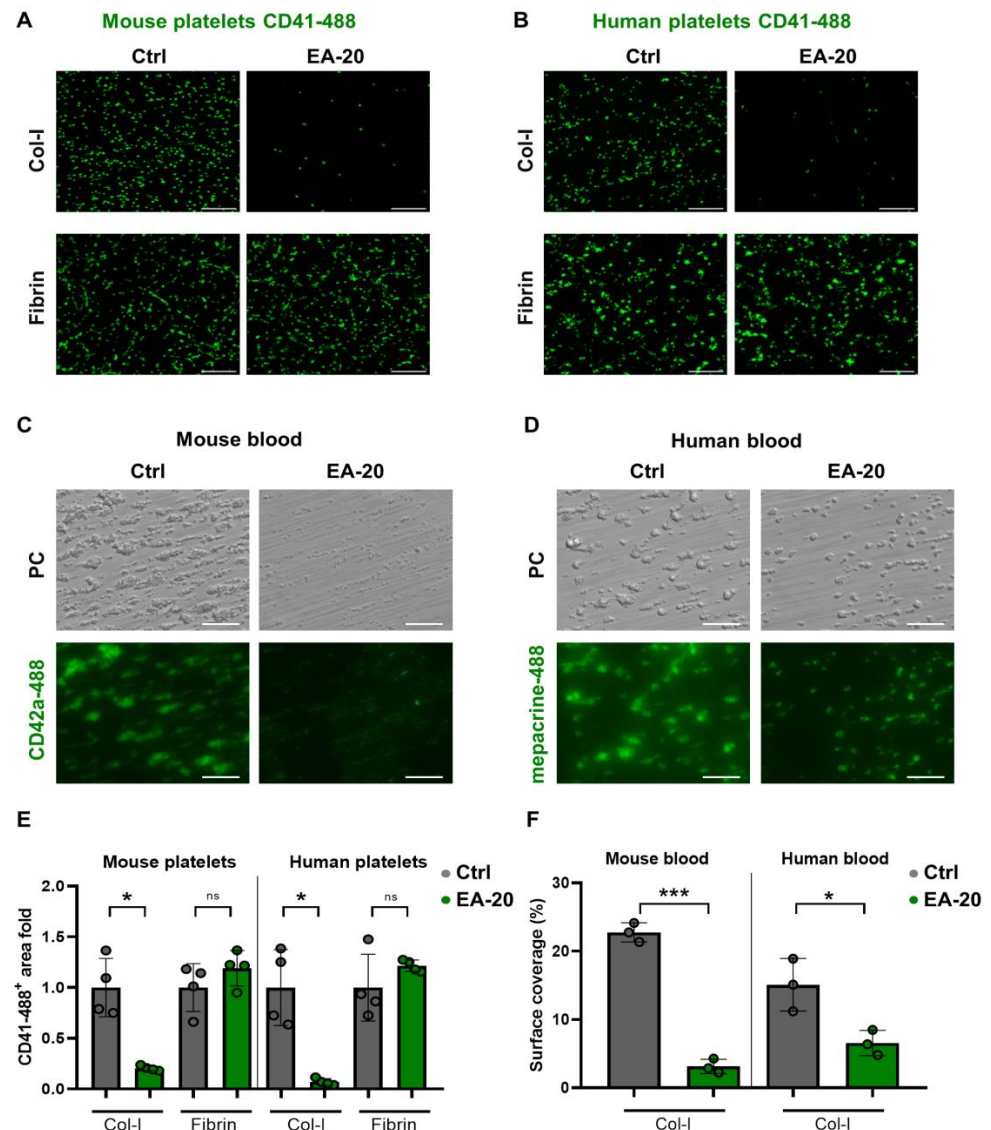 A
Mouse platelets CD41-488
Ctrl
EA-20
Col-I
Fibrin
B
Human platelets CD41-488
Ctrl
EA-20
Col-I
Fibrin
C
Mouse blood
Ctrl
EA-20
PC
CD42a-488
D
Human blood
Ctrl
EA-20
PC
mepacrine-488
E
Mouse platelets
Human platelets
Ctrl
EA-20
CD41-488⁺ area fold
2.0
1.5
1.0
0.5
0.0
*
ns
*
ns
Col-I
Fibrin
Col-I
Fibrin
F
Mouse blood
Human blood
Ctrl
EA-20
Surface coverage (%)
30
20
10
0
***
*
Col-I
Col-I